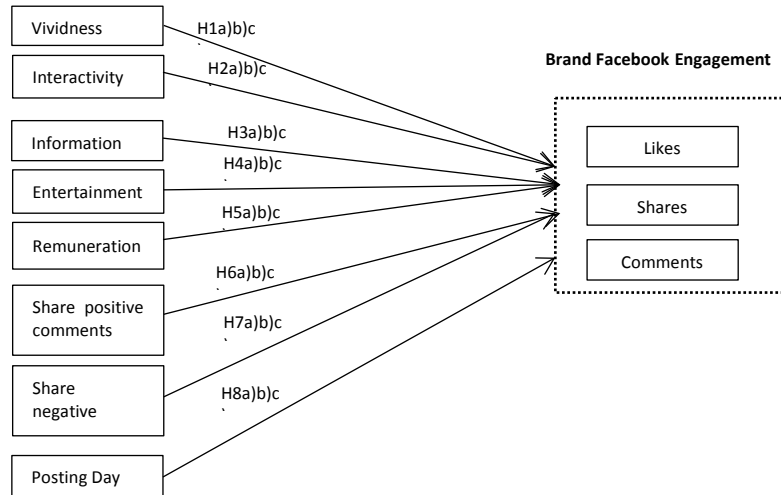 Vividness
H1a)b)c
Interactivity
H2a)b)c
Brand Facebook Engagement
Information
H3a)b)c
Entertainment
H4a)b)c
Remuneration
H5a)b)c
Likes
Shares
Comments
Share positive
comments
H6a)b)c
Share
negative
H7a)b)c
Posting Day
H8a)b)c